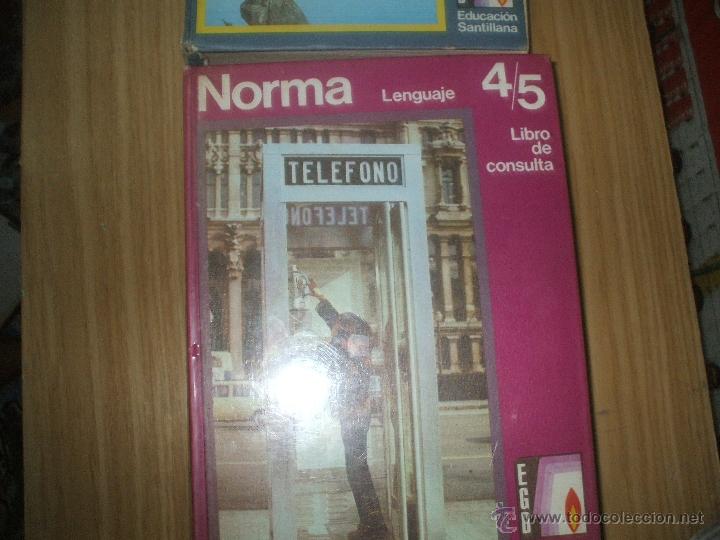 Educación
Santillana
Norma Lenguaje 4/5
Libro
de
consulta
TELEFONO
TELEFON
EGB
© www.todocoleccion.net